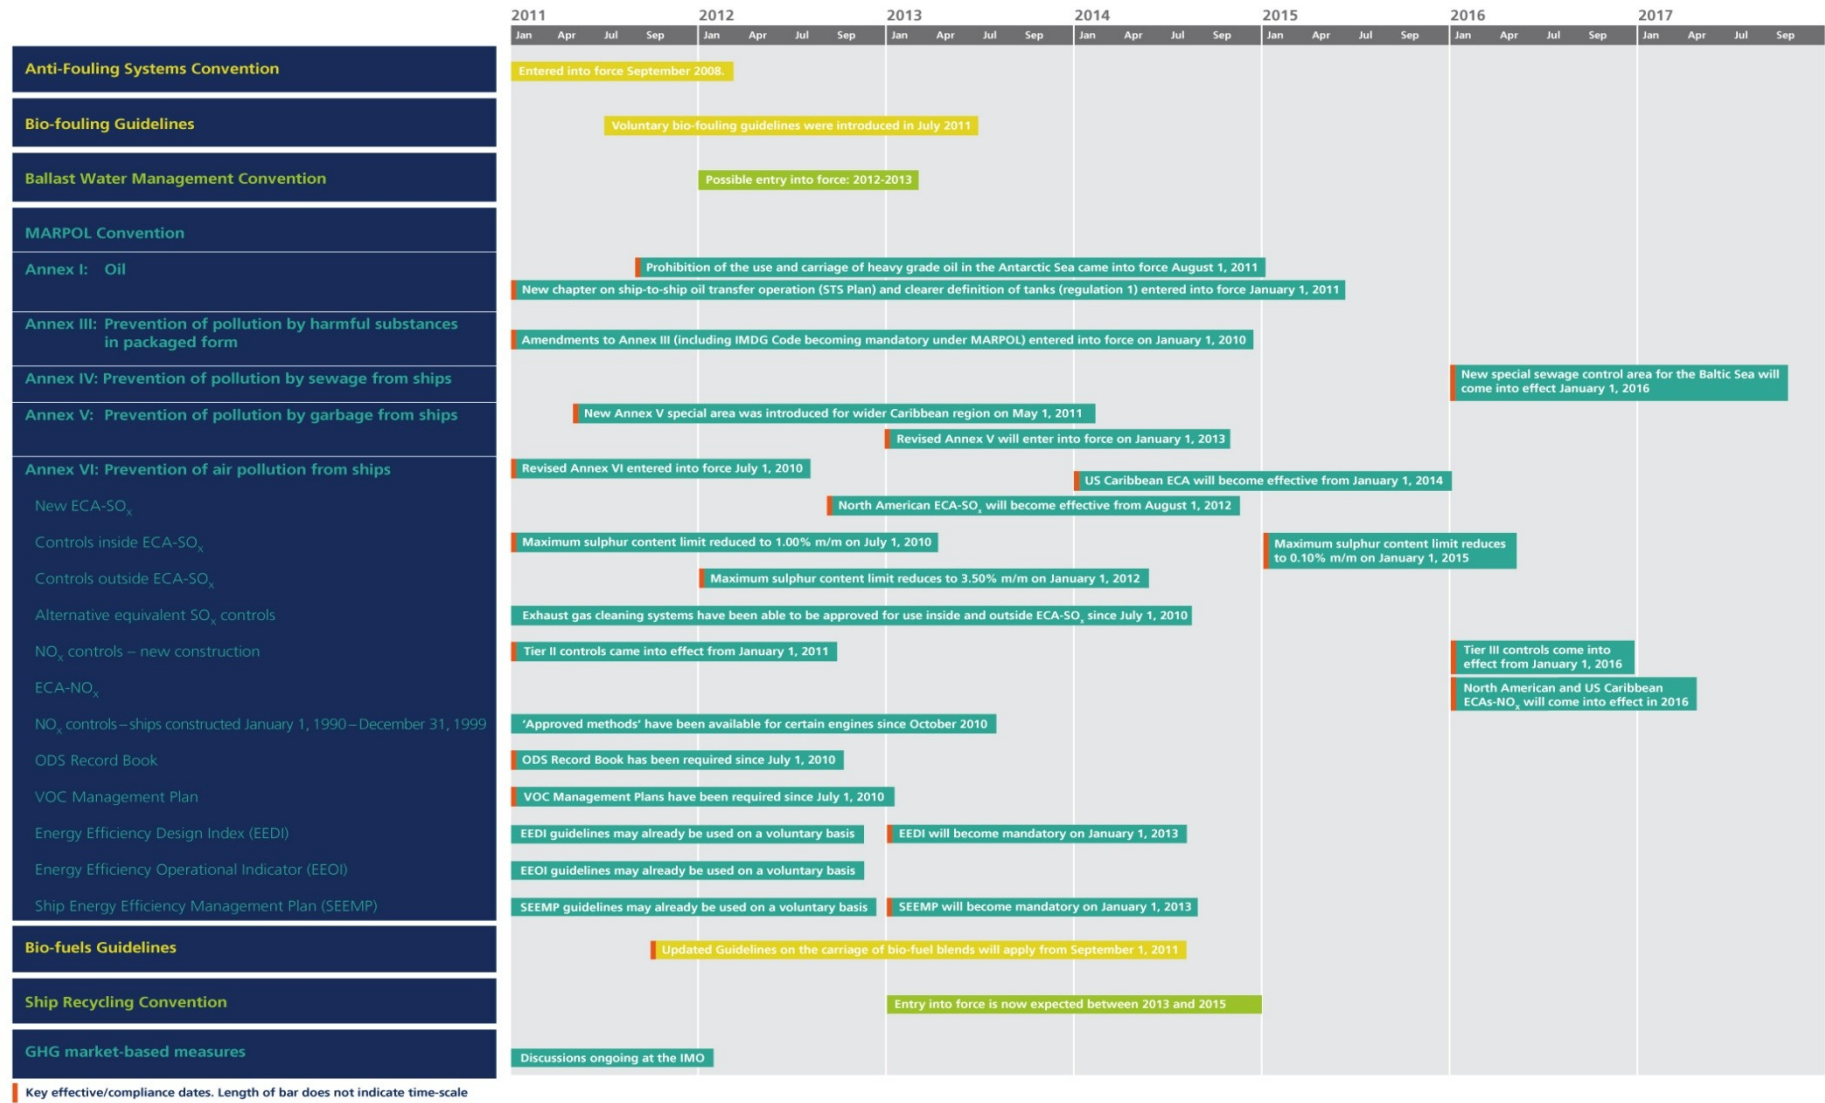 2011 2012 2013 2014 2015 2016 2017
Jan Apr Jul Sep Jan Apr Jul Sep Jan Apr Jul Sep Jan Apr Jul Sep Jan Apr Jul Sep Jan Apr Jul Sep Jan Apr Jul Sep
Anti-Fouling Systems Convention
Entered into force September 2008.
Bio-fouling Guidelines
Voluntary bio-fouling guidelines were introduced in July 2011
Ballast Water Management Convention
Possible entry into force: 2012-2013
MARPOL Convention
Annex I: Oil
Prohibition of the use and carriage of heavy grade oil in the Antarctic Sea came into force August 1, 2011
New chapter on ship-to-ship oil transfer operation (STS Plan) and clearer definition of tanks (regulation 1) entered into force January 1, 2011
Annex III: Prevention of pollution by harmful substances
in packaged form
Amendments to Annex III (including IMDG Code becoming mandatory under MARPOL) entered into force on January 1, 2010
Annex IV: Prevention of pollution by sewage from ships
New special sewage control area for the Baltic Sea will
come into effect January 1, 2016
Annex V: Prevention of pollution by garbage from ships
New Annex V special area was introduced for wider Caribbean region on May 1, 2011
Revised Annex V will enter into force on January 1, 2013
Annex VI: Prevention of air pollution from ships
Revised Annex VI entered into force July 1, 2010
US Caribbean ECA will become effective from January 1, 2014
New ECA-SOx
North American ECA-SOx will become effective from August 1, 2012
Controls inside ECA-SOx
Maximum sulphur content limit reduced to 1.00% m/m on July 1, 2010
Maximum sulphur content limit reduces
to 0.10% m/m on January 1, 2015
Controls outside ECA-SOx
Maximum sulphur content limit reduces to 3.50% m/m on January 1, 2012
Alternative equivalent SOx controls
Exhaust gas cleaning systems have been able to be approved for use inside and outside ECA-SOx since July 1, 2010
NOx controls – new construction
Tier II controls came into effect from January 1, 2011
Tier III controls come into
effect from January 1, 2016
ECA-NOx
North American and US Caribbean
ECAs-NOx will come into effect in 2016
NOx controls – ships constructed January 1, 1990 – December 31, 1999
‘Approved methods’ have been available for certain engines since October 2010
ODS Record Book
ODS Record Book has been required since July 1, 2010
VOC Management Plan
VOC Management Plans have been required since July 1, 2010
Energy Efficiency Design Index (EEDI)
EEDI guidelines may already be used on a voluntary basis
EEDI will become mandatory on January 1, 2013
Energy Efficiency Operational Indicator (EEOI)
EEOI guidelines may already be used on a voluntary basis
Ship Energy Efficiency Management Plan (SEEMP)
SEEMP guidelines may already be used on a voluntary basis
SEEMP will become mandatory on January 1, 2013
Bio-fuels Guidelines
Updated Guidelines on the carriage of bio-fuel blends will apply from September 1, 2011
Ship Recycling Convention
Entry into force is now expected between 2013 and 2015
GHG market-based measures
Discussions ongoing at the IMO
Key effective/compliance dates. Length of bar does not indicate time-scale